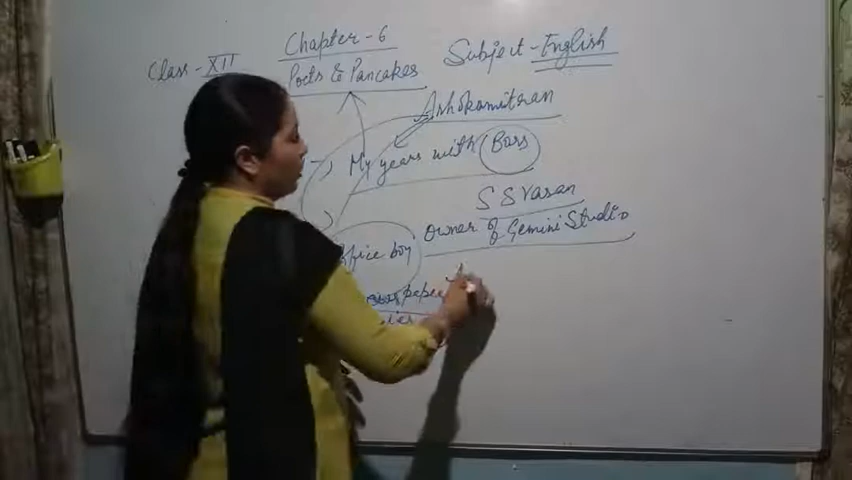 Class - XII Chapter - 6 Subject - English
Poets & Pancakes
Ashokamitran
My years with Boss
S S Vasan
Owner of Gemini Studio
office boy
paper